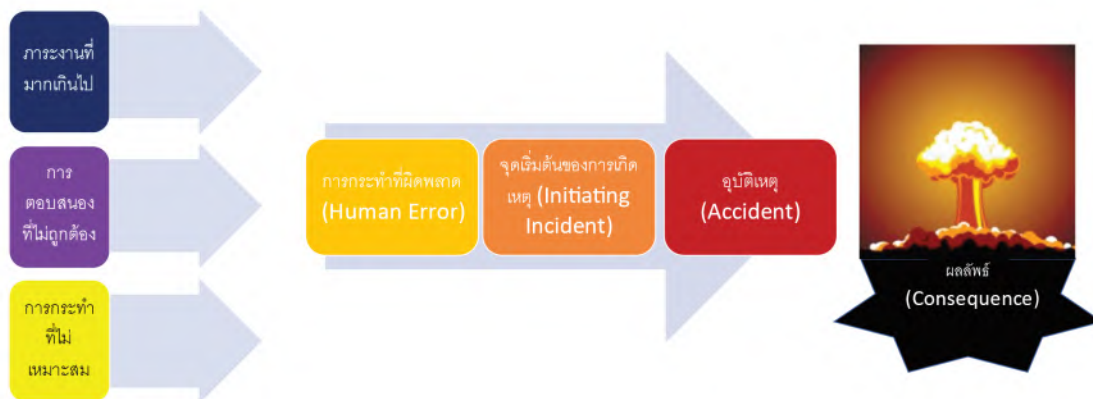 ภาระงานที่
มากเกินไป
การ
ตอบสนอง
ที่ไม่ถูกต้อง
การกระทำ
ที่ไม่
เหมาะสม
การกระทำที่ผิดพลาด
(Human Error)
จุดเริ่มต้นของการเกิด
เหตุ (Initiating
Incident)
อุบัติเหตุ
(Accident)
ผลลัพธ์
(Consequence)